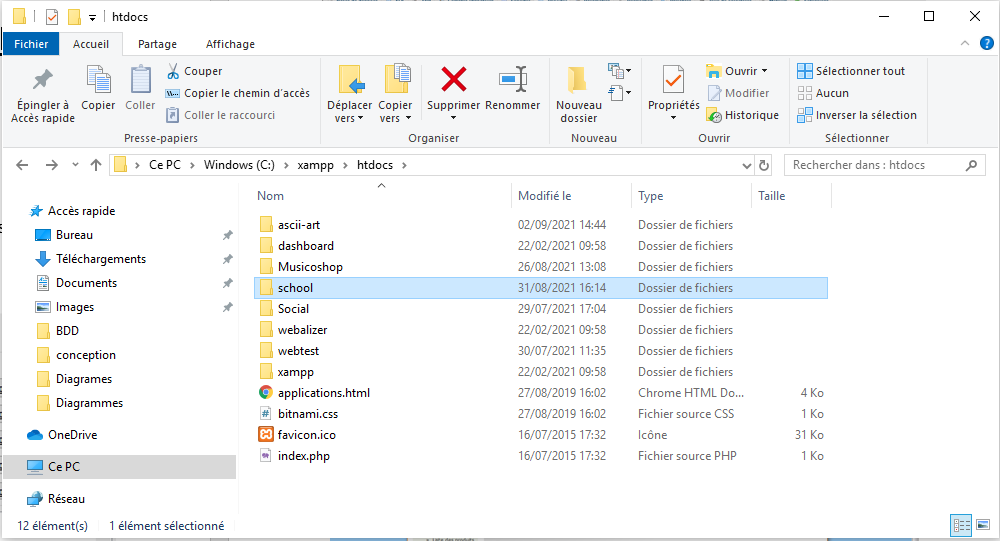 htdocs
Fichier Accueil Partage Affichage
Épingler à Accès rapide
Copier
Coller
Couper
Copier le chemin d'accès
Coller le raccourci
Presse-papiers
Déplacer vers
Copier vers
Supprimer
Renommer
Organiser
Nouveau dossier
Nouveau
Propriétés
Ouvrir
Modifier
Historique
Ouvrir
Sélectionner tout
Aucun
Inverser la sélection
Sélectionner
Ce PC > Windows (C:) > xampp > htdocs >
Rechercher dans : htdocs
Accès rapide
Bureau
Téléchargements
Documents
Images
BDD
conception
Diagrames
Diagrammes
OneDrive
Ce PC
Réseau
Nom Modifié le Type Taille
ascii-art 02/09/2021 14:44 Dossier de fichiers
dashboard 22/02/2021 09:58 Dossier de fichiers
Musicoshop 26/08/2021 13:08 Dossier de fichiers
school 31/08/2021 16:14 Dossier de fichiers
Social 29/07/2021 17:04 Dossier de fichiers
webalizer 22/02/2021 09:58 Dossier de fichiers
webtest 30/07/2021 11:35 Dossier de fichiers
xampp 22/02/2021 09:58 Dossier de fichiers
applications.html 27/08/2019 16:02 Chrome HTML Do... 4 Ko
bitnami.css 27/08/2019 16:02 Fichier source CSS 1 Ko
favicon.ico 16/07/2015 17:32 Icône 31 Ko
index.php 16/07/2015 17:32 Fichier source PHP 1 Ko
12 élément(s) 1 élément sélectionné